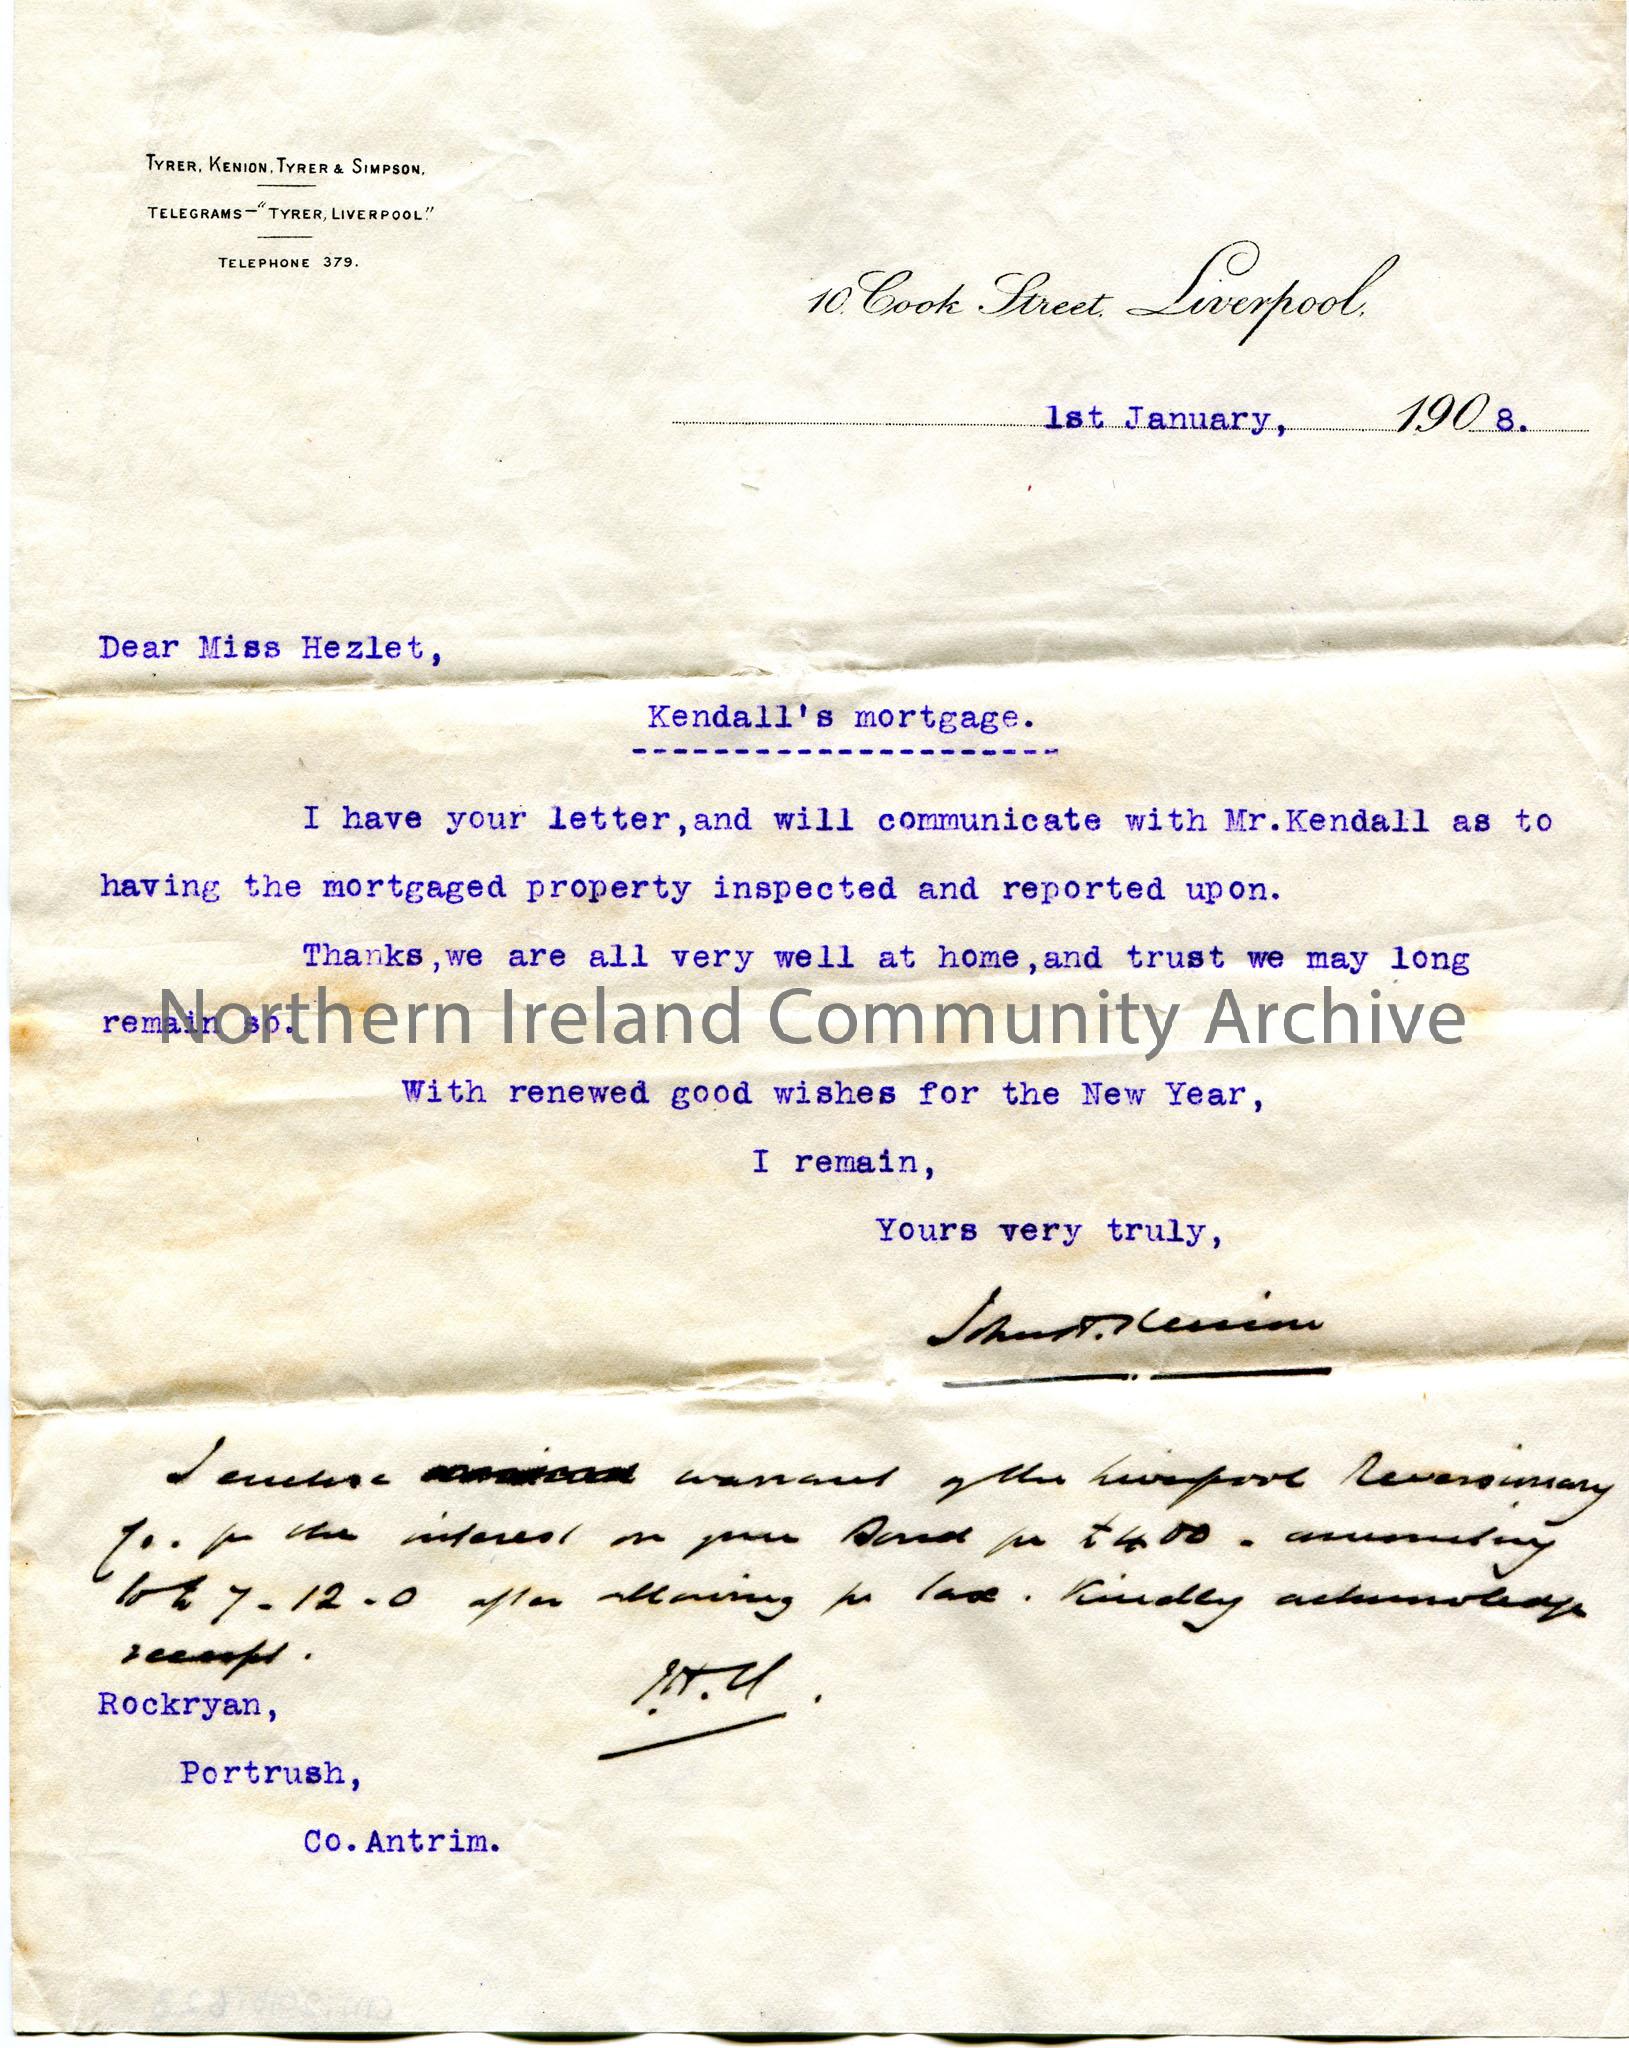 TYRER, KENION, TYRER & SIMPSON.
TELEGRAMS—"TYRER, LIVERPOOL."
TELEPHONE 379.
10. Cook Street, Liverpool.
1st January, 1908.
Dear Miss Hezlet,
Kendall's mortgage.
I have your letter,and will communicate with Mr.Kendall as to
having the mortgaged property inspected and reported upon.
Thanks,we are all very well at home,and trust we may long
remain so.
Northern Ireland Community Archive
With renewed good wishes for the New Year,
I remain,
Yours very truly,
John H. Kenion
I enclose warrant of the Liverpool Reversionary
Co. for the interest on your Bond for £400 - amounting
to £7-12-0 after allowing for tax. Kindly acknowledge
receipt.
J.H.K.
Rockryan,
Portrush,
Co.Antrim.